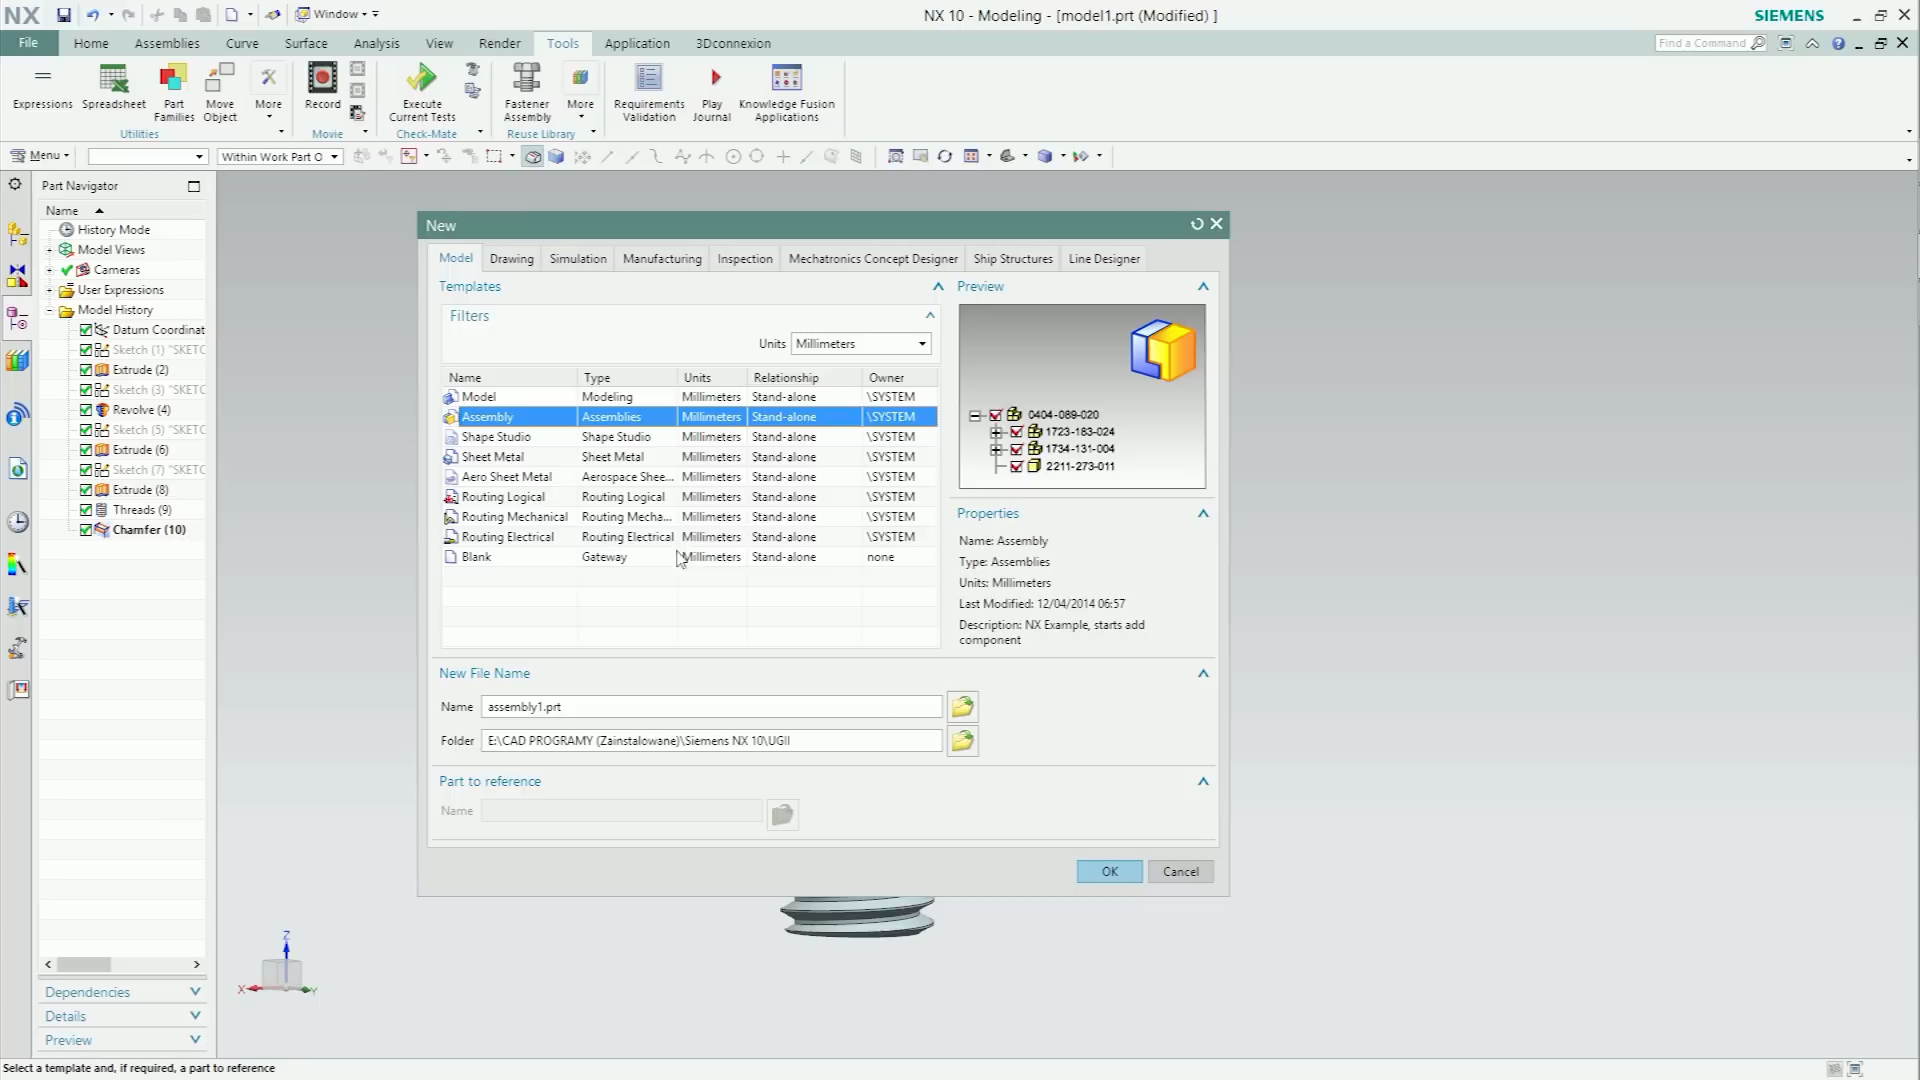 NX
Window
NX 10 - Modeling - [model1.prt (Modified) ]
SIEMENS
File
Home
Assemblies
Curve
Surface
Analysis
View
Render
Tools
Application
3Dconnexion
Find a Command
Expressions
Spreadsheet
Part Families
Move Object
More
Record
Execute Current Tests
Fastener Assembly
More
Requirements Validation
Play Journal
Knowledge Fusion Applications
Utilities
Movie
Check-Mate
Reuse Library
Menu
Within Work Part O
Part Navigator
Name
History Mode
Model Views
Cameras
User Expressions
Model History
Datum Coordinat
Sketch (1) "SKETC
Extrude (2)
Sketch (3) "SKETC
Revolve (4)
Sketch (5) "SKETC
Extrude (6)
Sketch (7) "SKETC
Extrude (8)
Threads (9)
Chamfer (10)
Dependencies
Details
Preview
New
Model
Drawing
Simulation
Manufacturing
Inspection
Mechatronics Concept Designer
Ship Structures
Line Designer
Templates
Filters
Units Millimeters
Name Type Units Relationship Owner
Model Modeling Millimeters Stand-alone \SYSTEM
Assembly Assemblies Millimeters Stand-alone \SYSTEM
Shape Studio Shape Studio Millimeters Stand-alone \SYSTEM
Sheet Metal Sheet Metal Millimeters Stand-alone \SYSTEM
Aero Sheet Metal Aerospace Shee... Millimeters Stand-alone \SYSTEM
Routing Logical Routing Logical Millimeters Stand-alone \SYSTEM
Routing Mechanical Routing Mecha... Millimeters Stand-alone \SYSTEM
Routing Electrical Routing Electrical Millimeters Stand-alone \SYSTEM
Blank Gateway Millimeters Stand-alone none
Preview
0404-089-020
1723-183-024
1734-131-004
2211-273-011
Properties
Name: Assembly
Type: Assemblies
Units: Millimeters
Last Modified: 12/04/2014 06:57
Description: NX Example, starts add
component
New File Name
Name assembly1.prt
Folder E:\CAD PROGRAMY (Zainstalowane)\Siemens NX 10\UGII
Part to reference
Name
OK
Cancel
Z
X
Y
Select a template and, if required, a part to reference